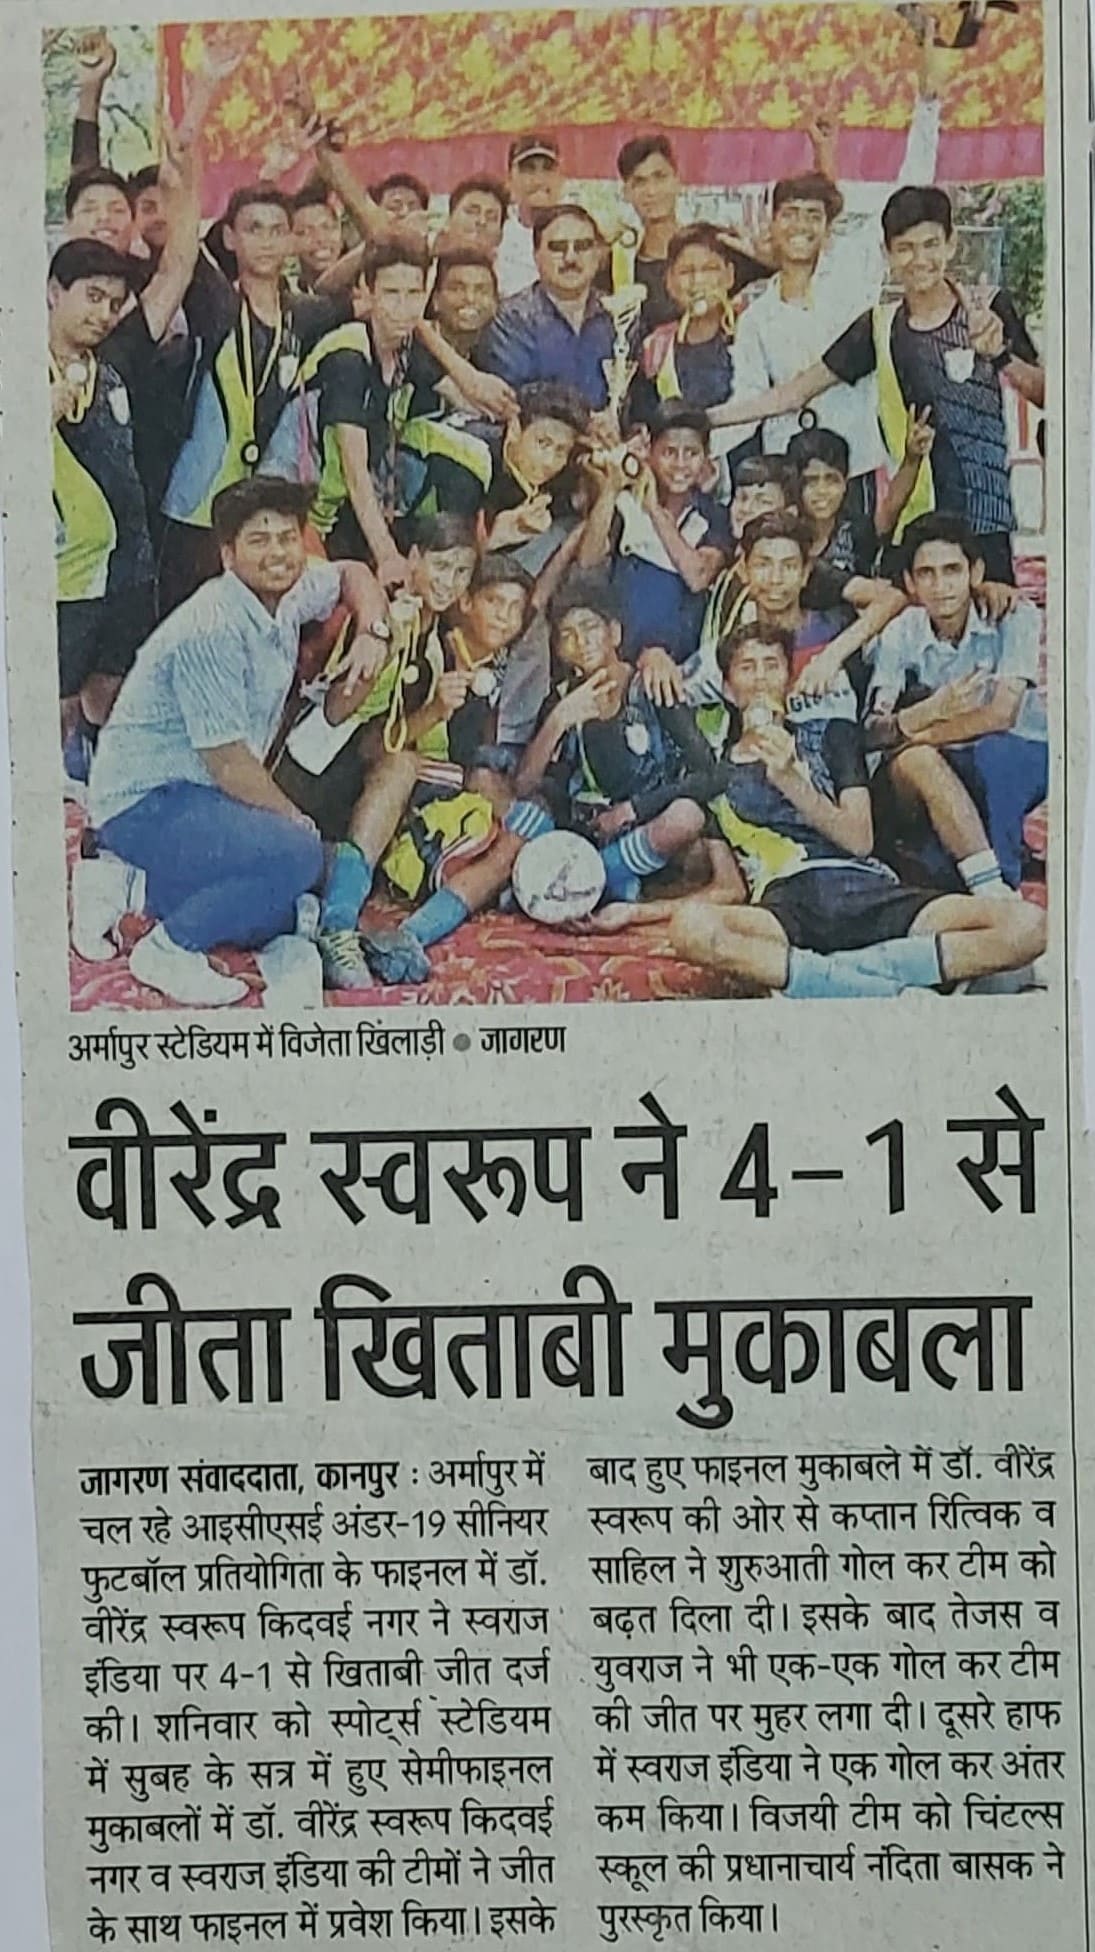 अर्मापुर स्टेडियम में विजेता खिलाड़ी ● जागरण
वीरेंद्र स्वरूप ने 4-1 से
जीता खिताबी मुकाबला
जागरण संवाददाता, कानपुर : अर्मापुर में
चल रहे आइसीएसई अंडर-19 सीनियर
फुटबॉल प्रतियोगिता के फाइनल में डॉ.
वीरेंद्र स्वरूप किदवई नगर ने स्वराज
इंडिया पर 4-1 से खिताबी जीत दर्ज
की। शनिवार को स्पोर्ट्स स्टेडियम
में सुबह के सत्र में हुए सेमीफाइनल
मुकाबलों में डॉ. वीरेंद्र स्वरूप किदवई
नगर व स्वराज इंडिया की टीमों ने जीत
के साथ फाइनल में प्रवेश किया। इसके
बाद हुए फाइनल मुकाबले में डॉ. वीरेंद्र
स्वरूप की ओर से कप्तान रित्विक व
साहिल ने शुरुआती गोल कर टीम को
बढ़त दिला दी। इसके बाद तेजस व
युवराज ने भी एक-एक गोल कर टीम
की जीत पर मुहर लगा दी। दूसरे हाफ
में स्वराज इंडिया ने एक गोल कर अंतर
कम किया। विजयी टीम को चिंटल्स
स्कूल की प्रधानाचार्य नंदिता बासक ने
पुरस्कृत किया।